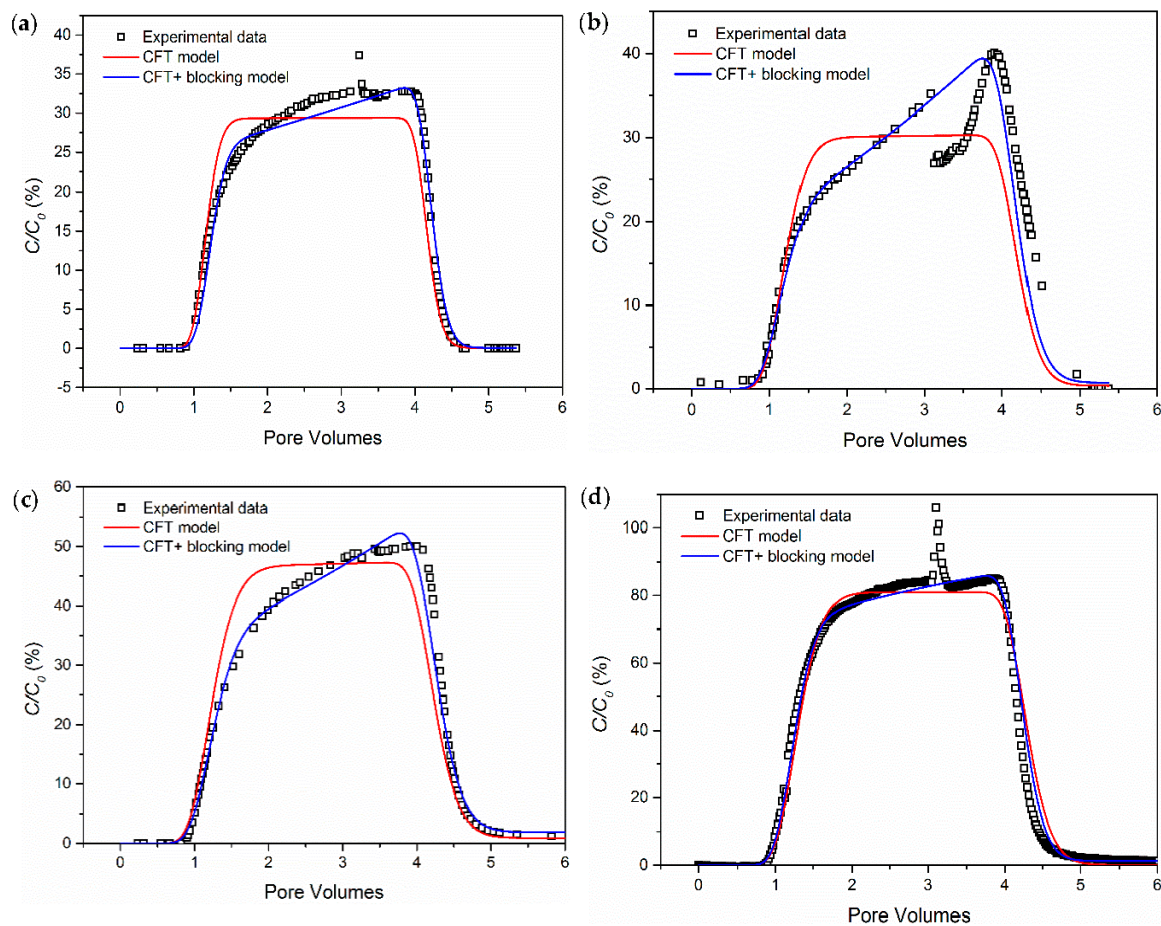 (a)
Experimental data
CFT model
CFT+ blocking model
40
35
30
25
20
15
10
5
0
-5
C/C0 (%)
0 1 2 3 4 5 6
Pore Volumes
(b)
Experimental data
CFT model
CFT+ blocking model
40
30
20
10
0
C/C0 (%)
0 1 2 3 4 5 6
Pore Volumes
(c)
Experimental data
CFT model
CFT+ blocking model
60
50
40
30
20
10
0
C/C0 (%)
0 1 2 3 4 5 6
Pore Volumes
(d)
Experimental data
CFT model
CFT+ blocking model
100
80
60
40
20
0
C/C0 (%)
0 1 2 3 4 5 6
Pore Volumes